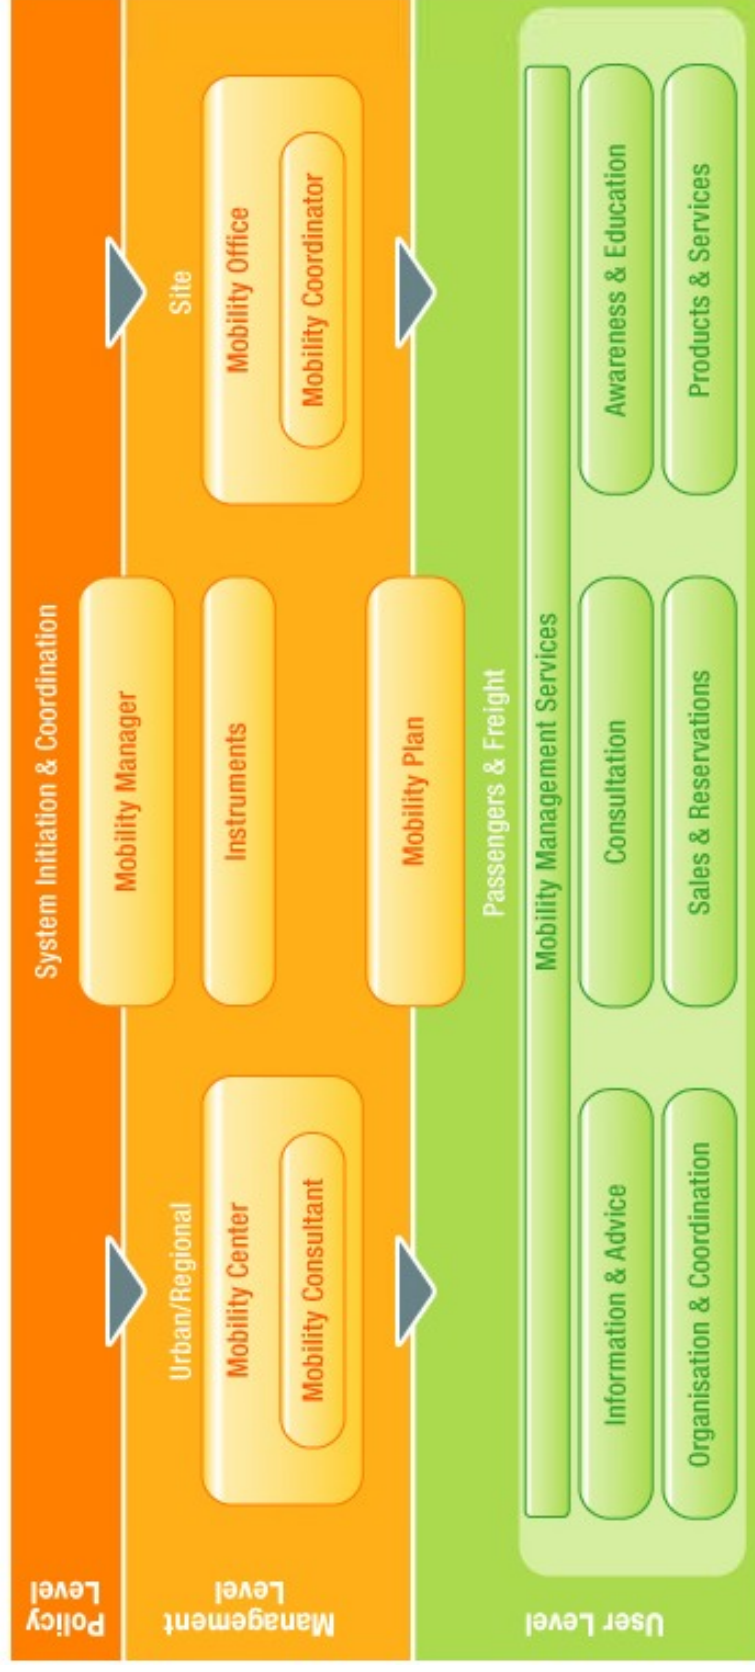 Policy
Level
System Initiation & Coordination
Mobility Manager
Management
Level
Urban/Regional
Mobility Center
Mobility Consultant
Instruments
Site
Mobility Office
Mobility Coordinator
Mobility Plan
User Level
Passengers & Freight
Mobility Management Services
Information & Advice
Consultation
Awareness & Education
Organisation & Coordination
Sales & Reservations
Products & Services